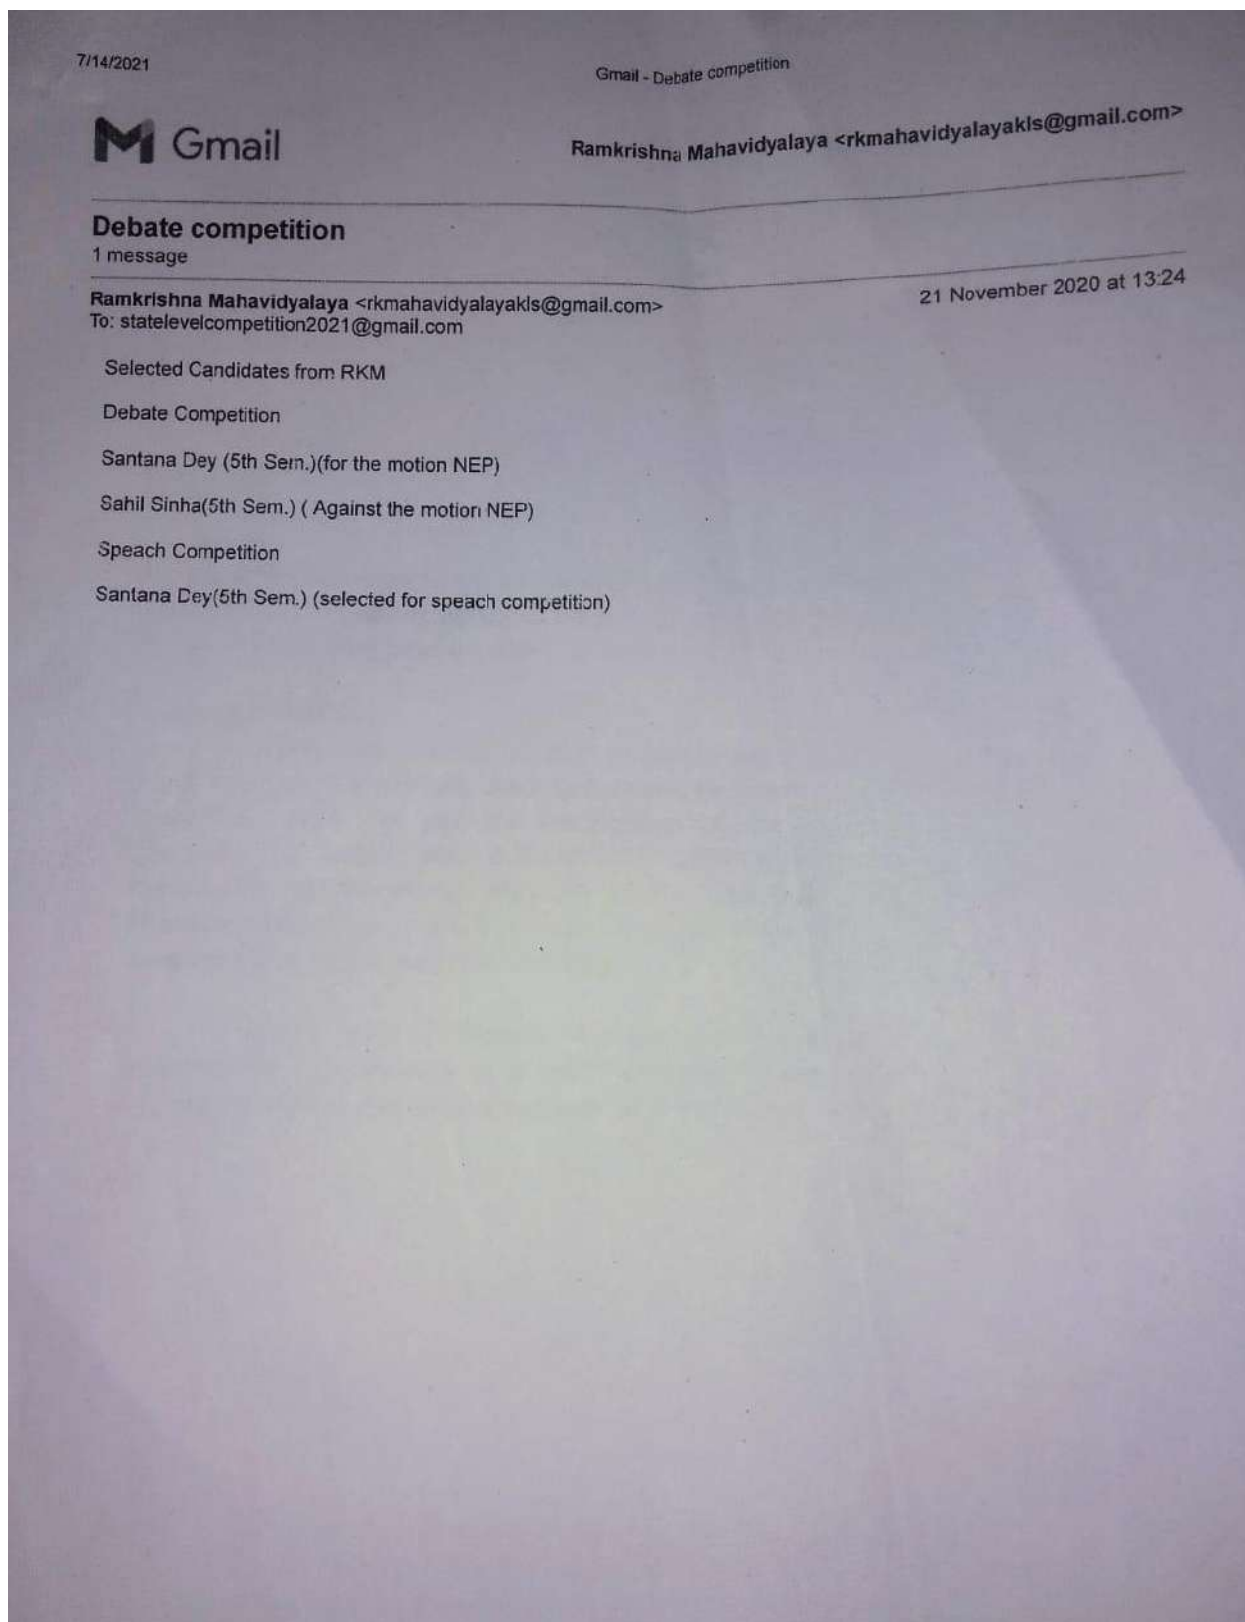 7/14/2021
Gmail - Debate competition
Gmail
Ramkrishna Mahavidyalaya <rkmahavidyalayakls@gmail.com>
Debate competition
1 message
Ramkrishna Mahavidyalaya <rkmahavidyalayakls@gmail.com>
21 November 2020 at 13:24
To: statelevelcompetition2021@gmail.com
Selected Candidates from RKM
Debate Competition
Santana Dey (5th Sem.)(for the motion NEP)
Sahil Sinha(5th Sem.) ( Against the motion NEP)
Speach Competition
Santana Dey(5th Sem.) (selected for speach competition)